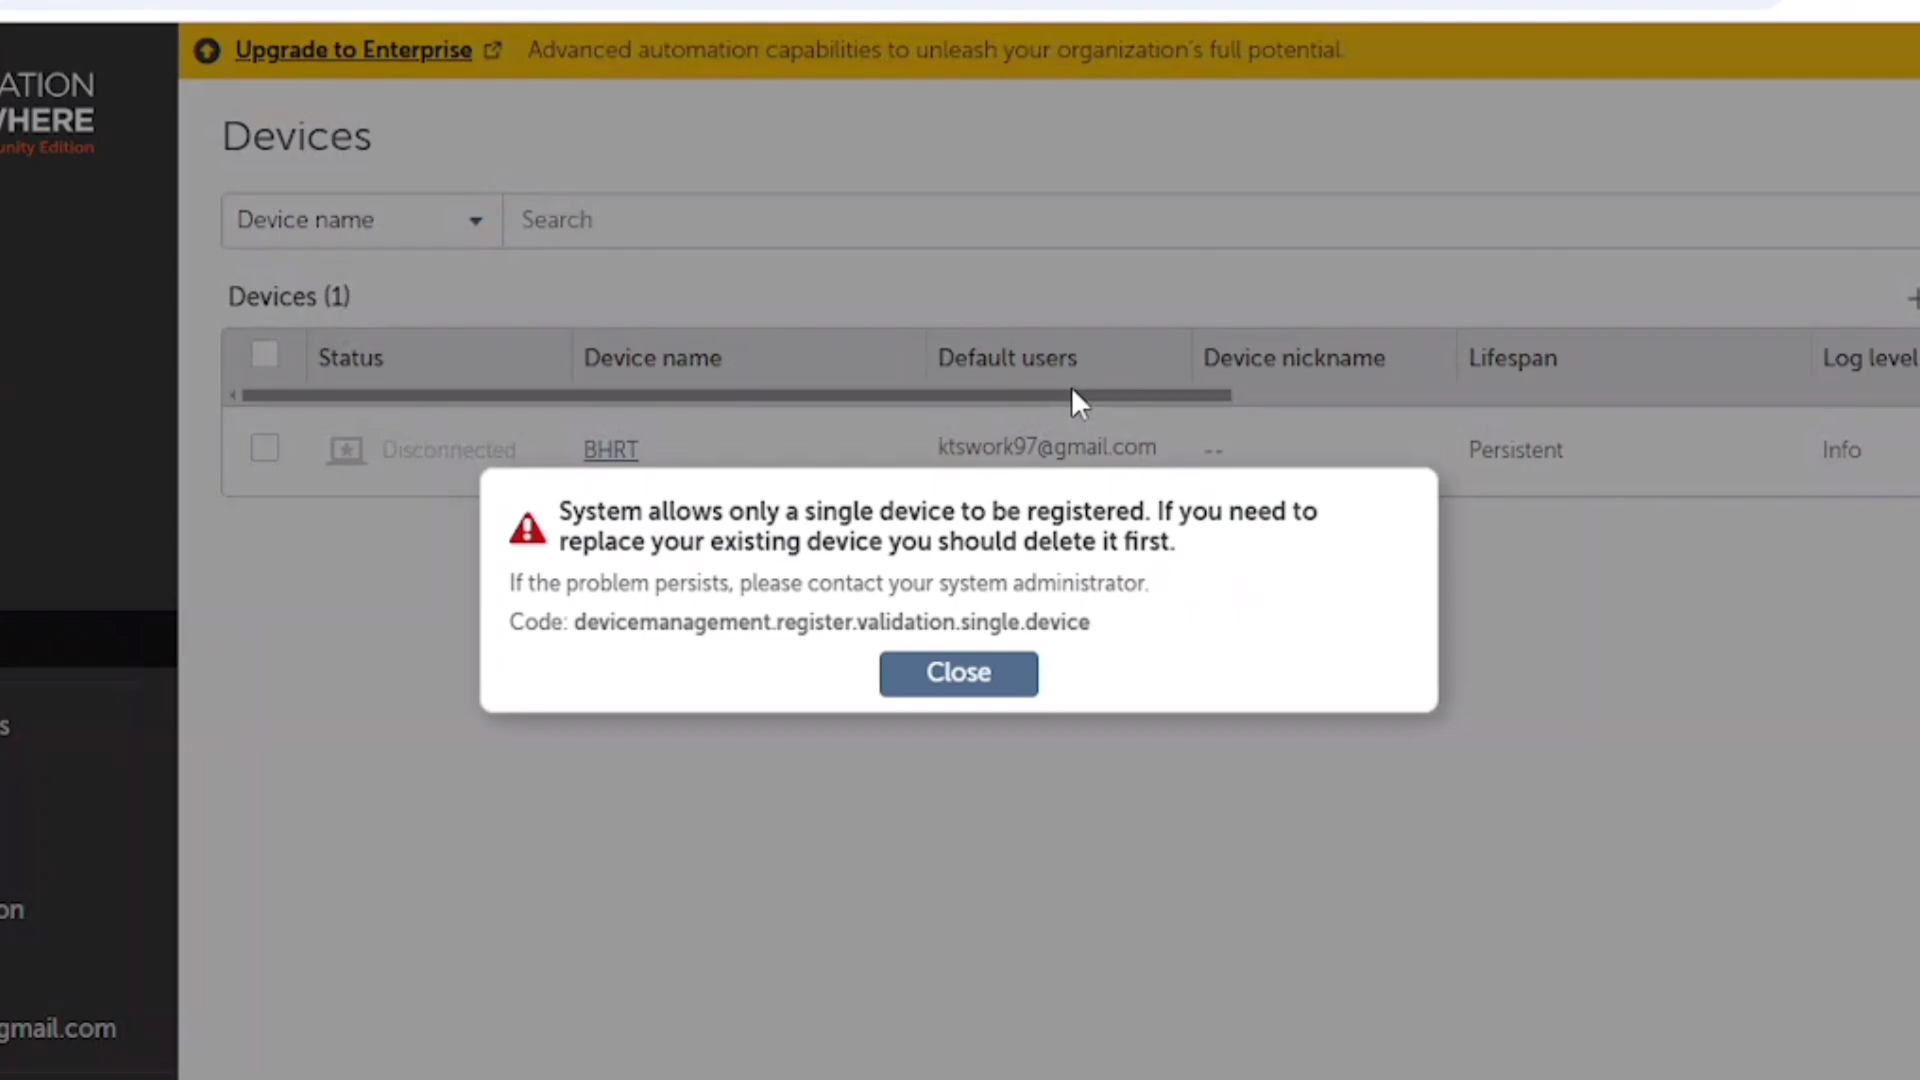 Upgrade to Enterprise Advanced automation capabilities to unleash your organization's full potential.
ATION
WHERE
unity Edition
Devices
Device name Search
Devices (1)
Status Device name Default users Device nickname Lifespan Log level
Disconnected BHRT ktswork97@gmail.com -- Persistent Info
System allows only a single device to be registered. If you need to
replace your existing device you should delete it first.
If the problem persists, please contact your system administrator.
Code: devicemanagement.register.validation.single.device
Close
s
on
gmail.com